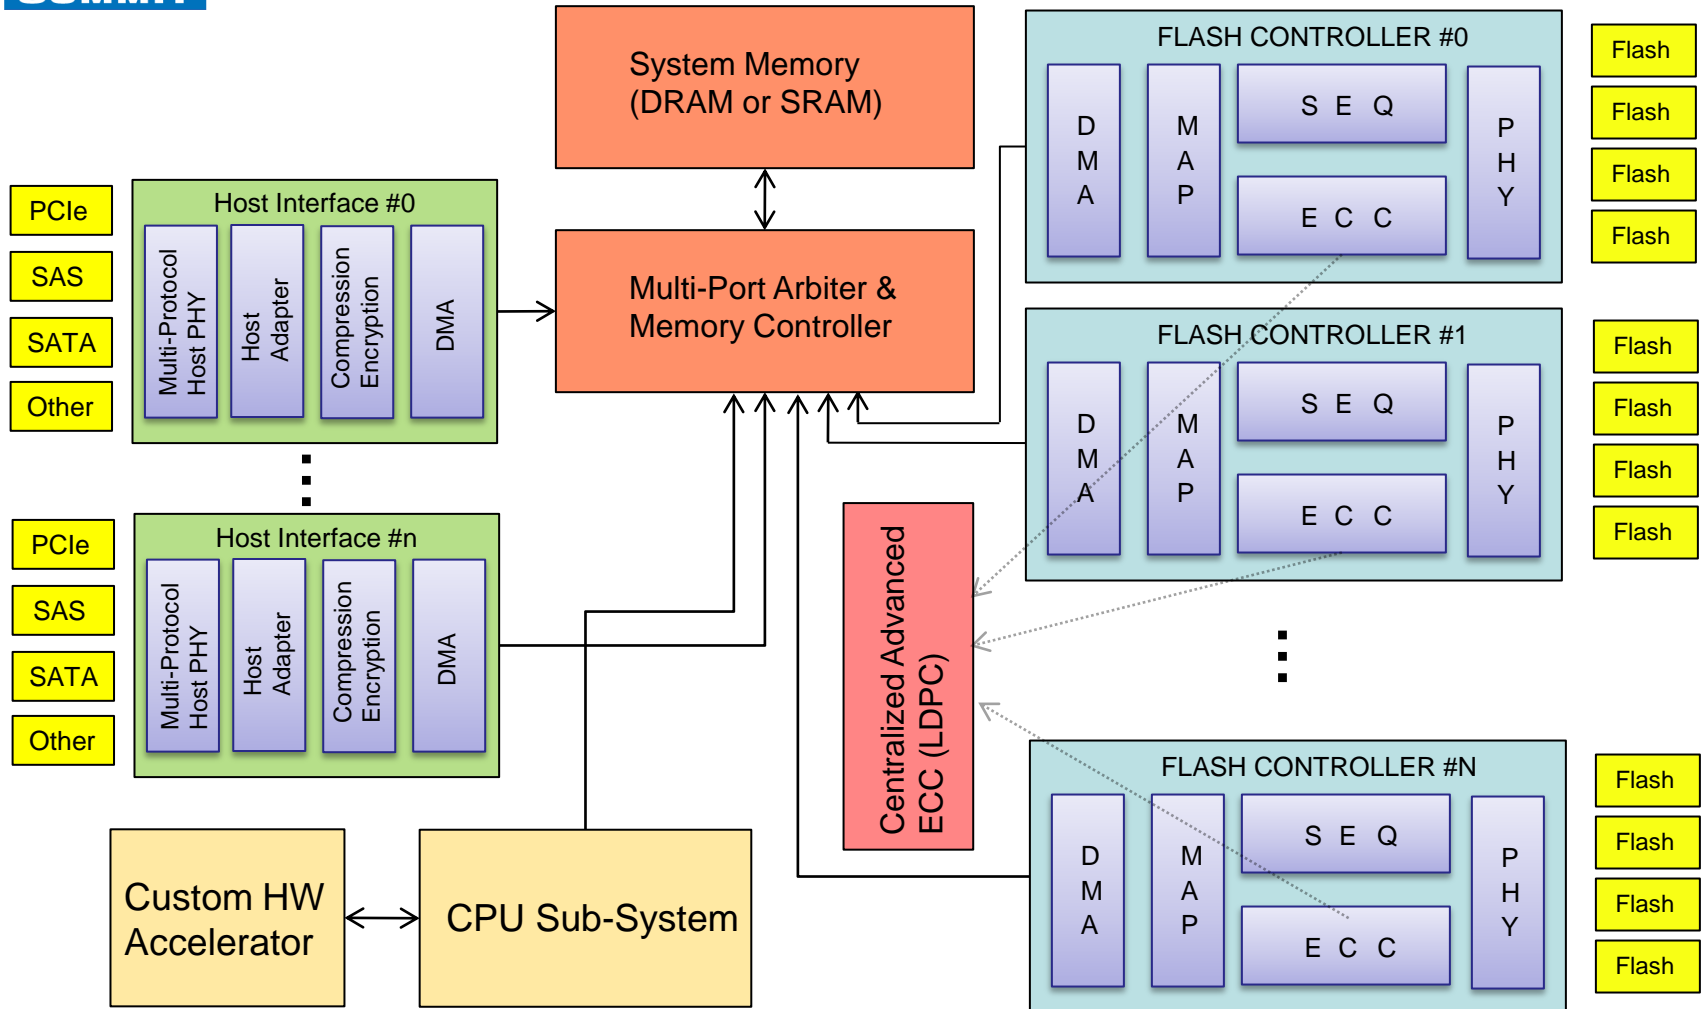 SUMMIT
System Memory
(DRAM or SRAM)
Multi-Port Arbiter &
Memory Controller
PCIe
SAS
SATA
Other
Host Interface #0
Multi-Protocol
Host PHY
Host
Adapter
Compression
Encryption
DMA
PCIe
SAS
SATA
Other
Host Interface #n
Multi-Protocol
Host PHY
Host
Adapter
Compression
Encryption
DMA
Custom HW
Accelerator
CPU Sub-System
Centralized Advanced
ECC (LDPC)
FLASH CONTROLLER #0
D
M
A
M
A
P
S E Q
E C C
P
H
Y
Flash
Flash
Flash
Flash
FLASH CONTROLLER #1
D
M
A
M
A
P
S E Q
E C C
P
H
Y
Flash
Flash
Flash
Flash
FLASH CONTROLLER #N
D
M
A
M
A
P
S E Q
E C C
P
H
Y
Flash
Flash
Flash
Flash